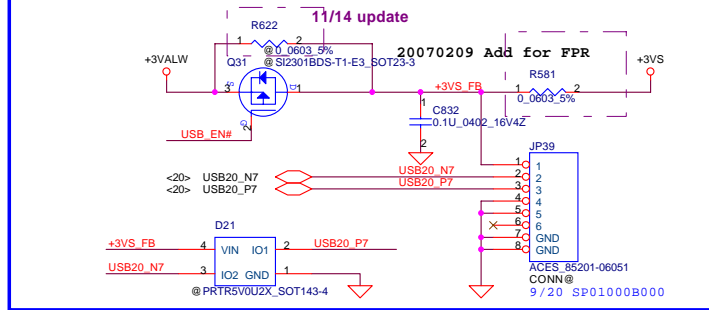 11/14 update
R622
1 2
@0_0603_5%
Q31 @SI2301BDS-T1-E3_SOT23-3
20070209 Add for FPR
+3VALW
+3VS
R581
3 S D 1
+3VS_FB
1 2
0_0603_5%
G
2
USB_EN#
1
C832
0.1U_0402_16V4Z
2
JP39
<20> USB20_N7
USB20_N7
<20> USB20_P7
USB20_P7
1 1
2 2
3 3
4 4
5 5
6 6
7 GND
8 GND
D21
+3VS_FB 4 VIN IO1 2 USB20_P7
USB20_N7 3 IO2 GND 1
@PRTR5V0U2X_SOT143-4
ACES_85201-06051
CONN@
9/20 SP01000B000